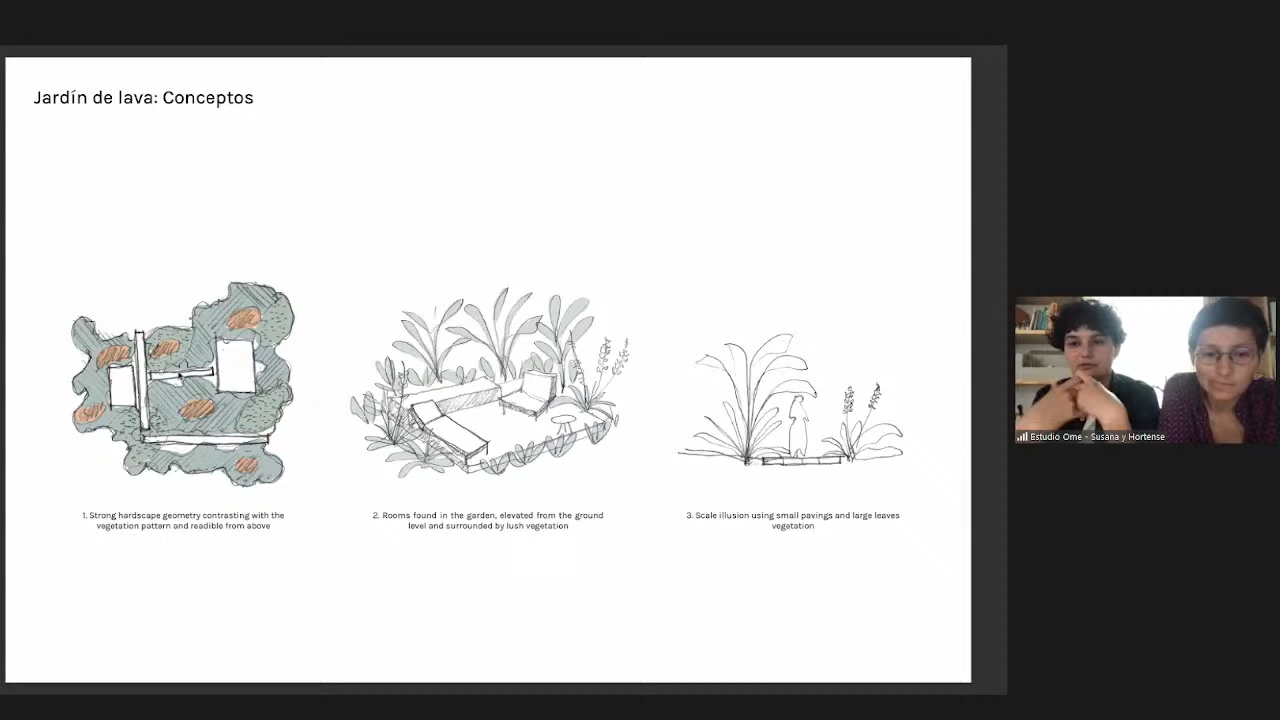 Jardín de lava: Conceptos
1. Strong hardscape geometry contrasting with the
vegetation pattern and readible from above
2. Rooms found in the garden, elevated from the ground
level and surrounded by lush vegetation
3. Scale illusion using small pavings and large leaves
vegetation
Estudio Ome - Susana y Hortense